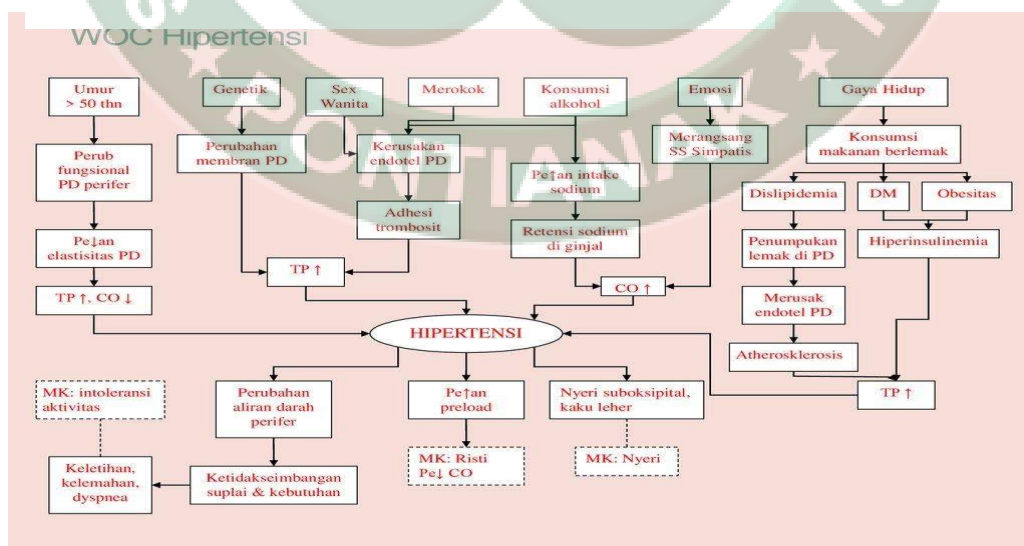 WOC Hipertensi
PONTIANAK
Umur
> 50 thn
Genetik
Sex
Wanita
Merokok
Konsumsi
alkohol
Emosi
Gaya Hidup
Perub
fungsional
PD perifer
Perubahan
membran PD
Kerusakan
endotel PD
Merangsang
SS Simpatis
Konsumsi
makanan berlemak
Pe↑an intake
sodium
Dislipidemia
DM
Obesitas
Adhesi
trombosit
Pe↓an
elastisitas PD
Retensi sodium
di ginjal
Penumpukan
lemak di PD
Hiperinsulinemia
TP ↑
TP ↑, CO ↓
CO ↑
Merusak
endotel PD
HIPERTENSI
Atherosklerosis
TP ↑
MK: intoleransi
aktivitas
Perubahan
aliran darah
perifer
Pe↑an
preload
Nyeri suboksipital,
kaku leher
MK: Risti
Pe↓ CO
MK: Nyeri
Keletihan,
kelemahan,
dyspnea
Ketidakseimbangan
suplai & kebutuhan